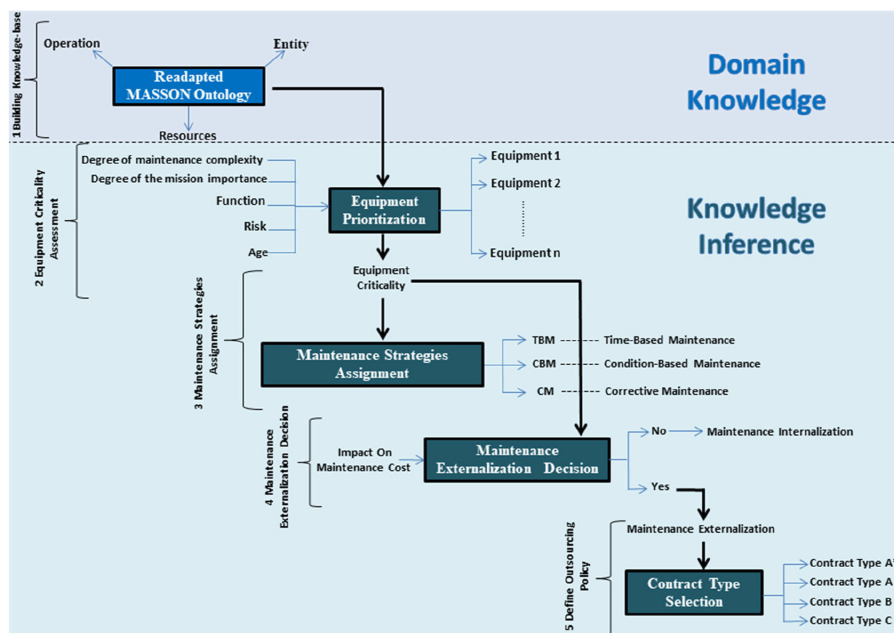 1 Building Knowledge-base
Operation
Entity
Readapted
MASSON Ontology
Resources
Domain
Knowledge
2 Equipment Criticality
Assessment
Degree of maintenance complexity
Degree of the mission importance
Function
Risk
Age
Equipment
Prioritization
Equipment 1
Equipment 2
Equipment n
Knowledge
Inference
Equipment
Criticality
3 Maintenance Strategies
Assignment
Maintenance Strategies
Assignment
TBM Time-Based Maintenance
CBM Condition-Based Maintenance
CM Corrective Maintenance
4 Maintenance
Externalization Decision
Impact On
Maintenance Cost
Maintenance
Externalization Decision
No
Maintenance Internalization
Yes
Maintenance Externalization
5 Define Outsourcing
Policy
Contract Type
Selection
Contract Type A'
Contract Type A
Contract Type B
Contract Type C